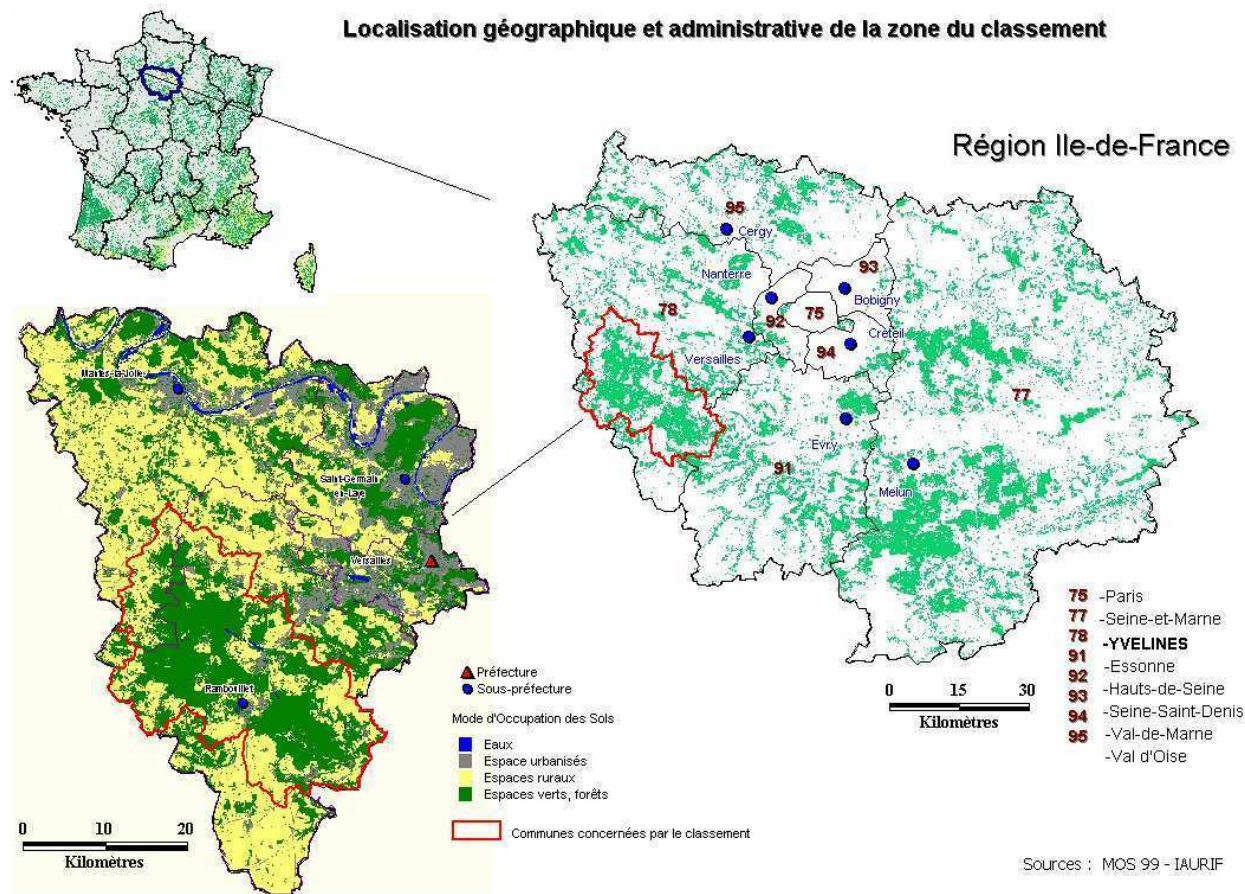 Localisation géographique et administrative de la zone du classement
Région Ile-de-France
95
Cergy
Nanterre
93
Bobigny
78
92
75
Créteil
Versailles
94
77
Evry
91
Melun
Mantes-la-Jolie
Saint-Germain
en-Laye
Versailles
Rambouillet
Préfecture
Sous-préfecture
Mode d'Occupation des Sols
Eaux
Espace urbanisés
Espaces ruraux
Espaces verts, forêts
Communes concernées par le classement
0 10 20
Kilomètres
0 15 30
Kilomètres
75 -Paris
77 -Seine-et-Marne
78 -YVELINES
91 -Essonne
92 -Hauts-de-Seine
93 -Seine-Saint-Denis
94 -Val-de-Marne
95 -Val d'Oise
Sources : MOS 99 - IAURIF